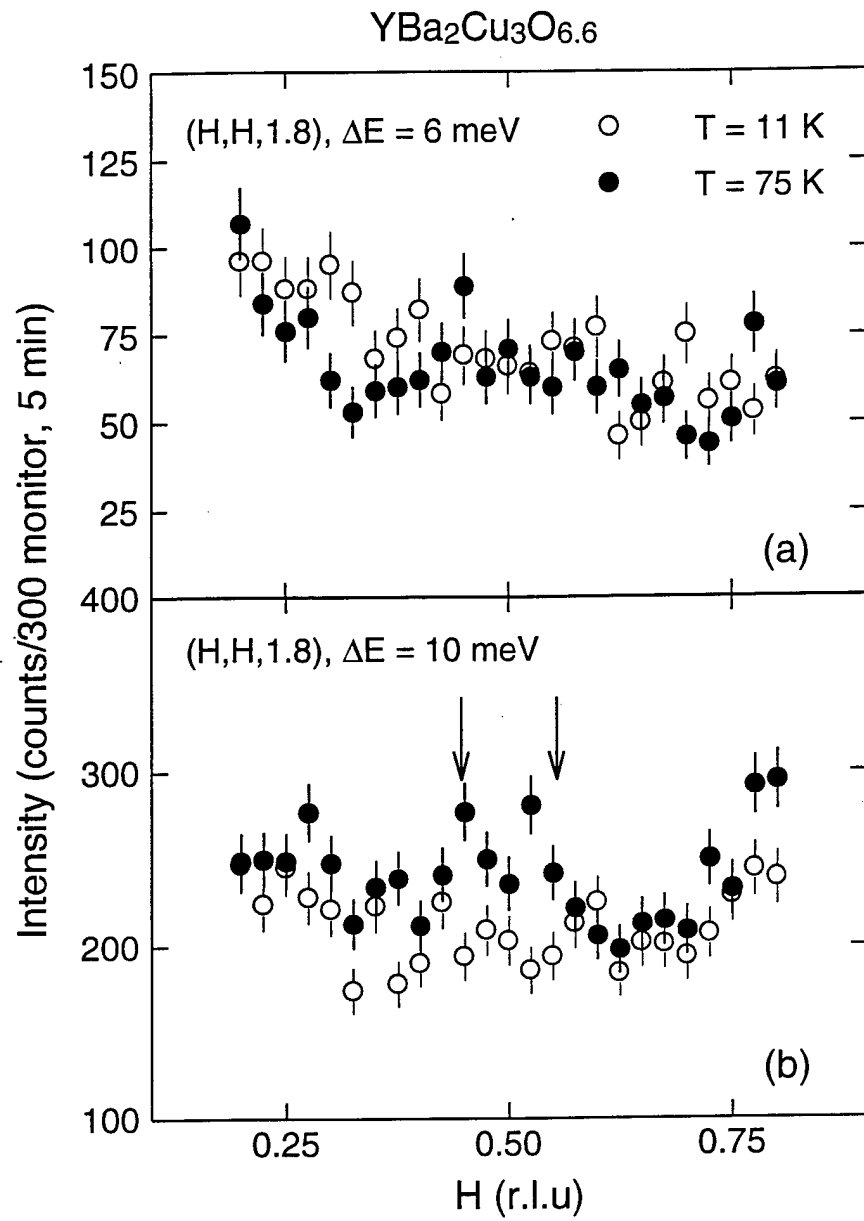 YBa2Cu3O6.6
150
(H,H,1.8), ΔE = 6 meV
T = 11 K
125
T = 75 K
100
75
50
25
(a)
400
(H,H,1.8), ΔE = 10 meV
300
200
(b)
100
0.25
0.50
0.75
H (r.l.u)
Intensity (counts/300 monitor, 5 min)